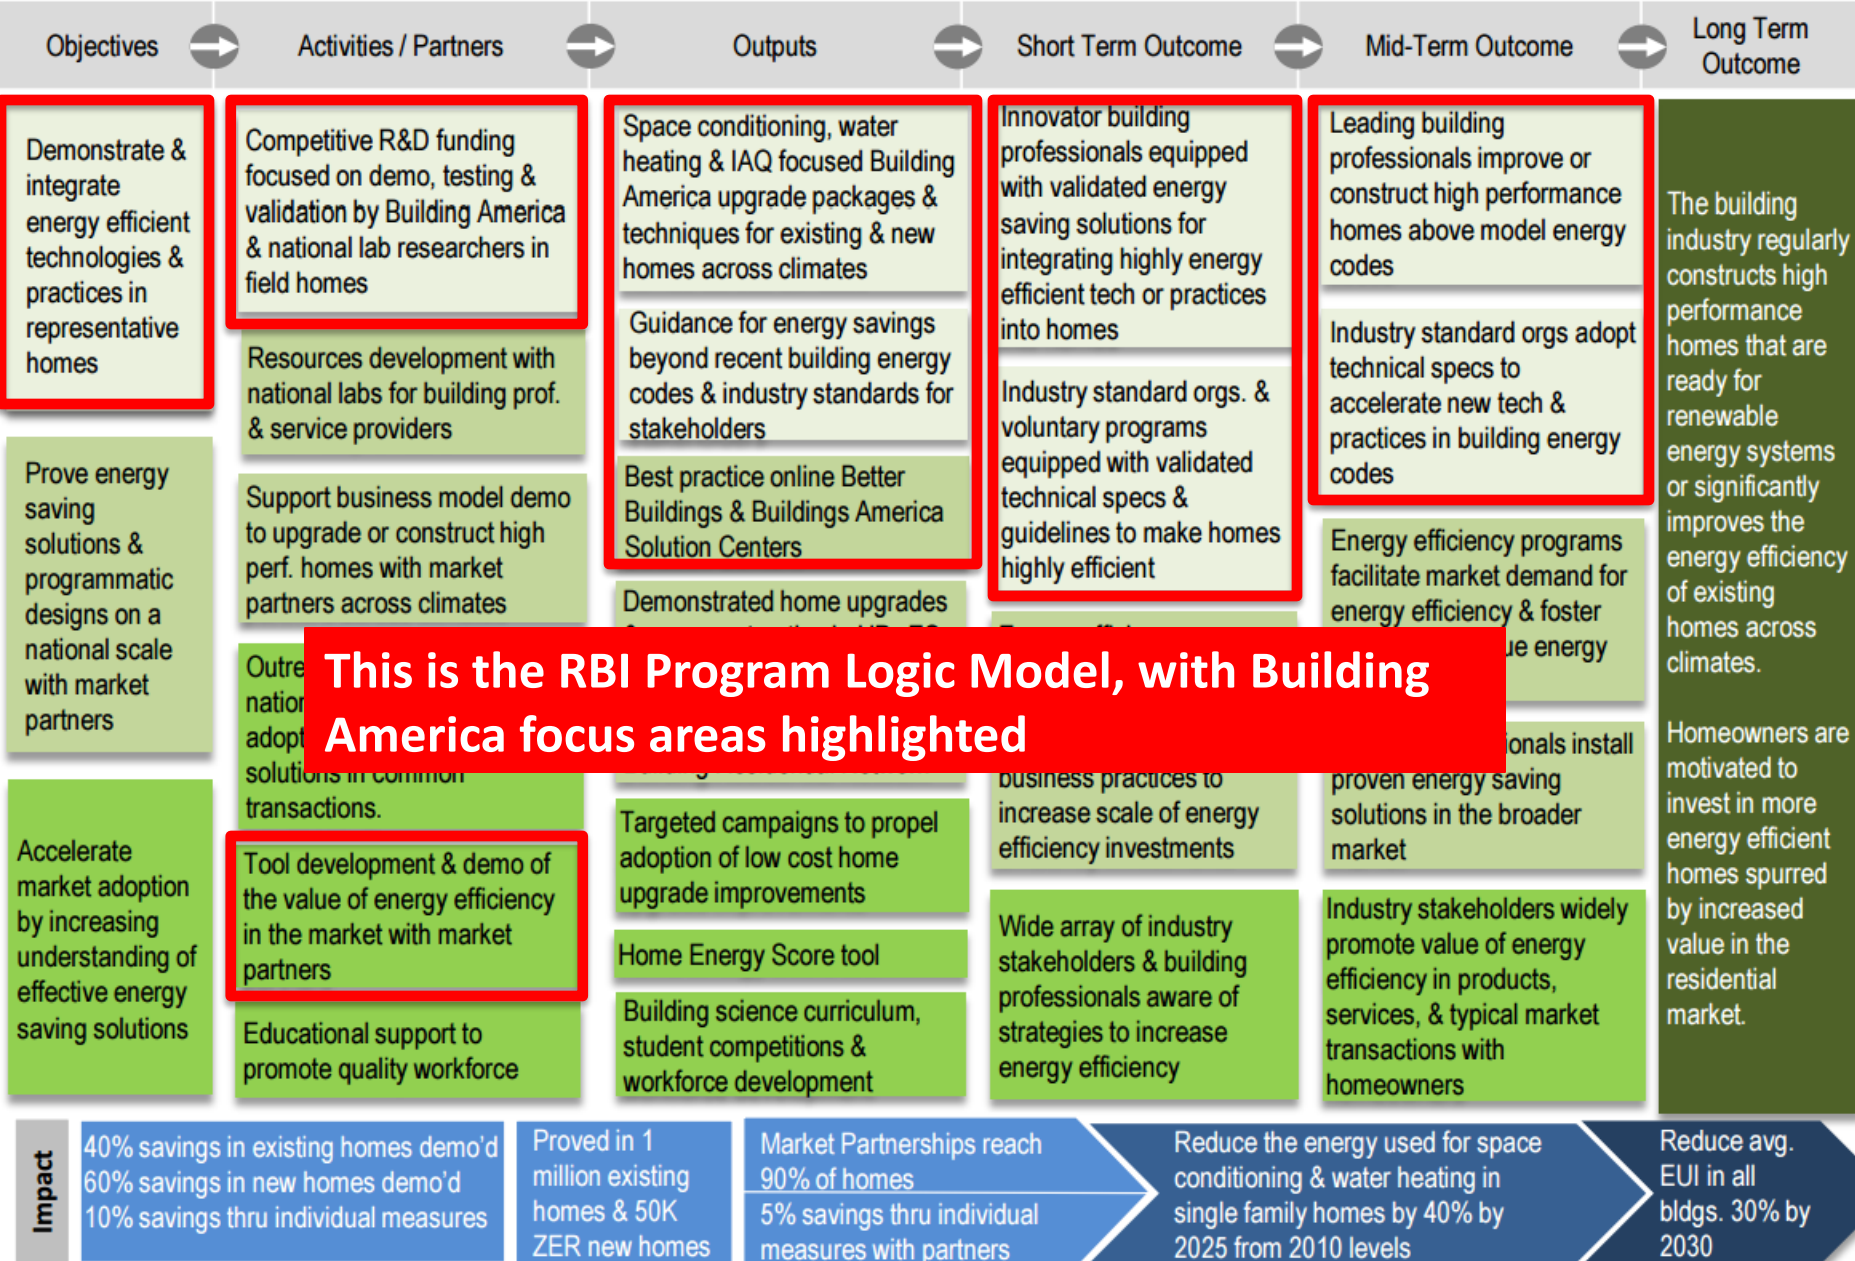 Objectives
Activities / Partners
Outputs
Short Term Outcome
Mid-Term Outcome
Long Term
Outcome
Demonstrate &
integrate
energy efficient
technologies &
practices in
representative
homes
Prove energy
saving
solutions &
programmatic
designs on a
national scale
with market
partners
Accelerate
market adoption
by increasing
understanding of
effective energy
saving solutions
Competitive R&D funding
focused on demo, testing &
validation by Building America
& national lab researchers in
field homes
Resources development with
national labs for building prof.
& service providers
Support business model demo
to upgrade or construct high
perf. homes with market
partners across climates
solutions in common
transactions.
Tool development & demo of
the value of energy efficiency
in the market with market
partners
Educational support to
promote quality workforce
Space conditioning, water
heating & IAQ focused Building
America upgrade packages &
techniques for existing & new
homes across climates
Guidance for energy savings
beyond recent building energy
codes & industry standards for
stakeholders
Best practice online Better
Buildings & Buildings America
Solution Centers
Demonstrated home upgrades
Targeted campaigns to propel
adoption of low cost home
upgrade improvements
Home Energy Score tool
Building science curriculum,
student competitions &
workforce development
Innovator building
professionals equipped
with validated energy
saving solutions for
integrating highly energy
efficient tech or practices
into homes
Industry standard orgs. &
voluntary programs
equipped with validated
technical specs &
guidelines to make homes
highly efficient
business practices to
increase scale of energy
efficiency investments
Wide array of industry
stakeholders & building
professionals aware of
strategies to increase
energy efficiency
Leading building
professionals improve or
construct high performance
homes above model energy
codes
Industry standard orgs adopt
technical specs to
accelerate new tech &
practices in building energy
codes
Energy efficiency programs
facilitate market demand for
energy efficiency & foster
energy
install
proven energy saving
solutions in the broader
market
Industry stakeholders widely
promote value of energy
efficiency in products,
services, & typical market
transactions with
homeowners
The building
industry regularly
constructs high
performance
homes that are
ready for
renewable
energy systems
or significantly
improves the
energy efficiency
of existing
homes across
climates.
Homeowners are
motivated to
invest in more
energy efficient
homes spurred
by increased
value in the
residential
market.
This is the RBI Program Logic Model, with Building
America focus areas highlighted
Impact
40% savings in existing homes demo'd
60% savings in new homes demo'd
10% savings thru individual measures
Proved in 1
million existing
homes & 50K
ZER new homes
Market Partnerships reach
90% of homes
5% savings thru individual
measures with partners
Reduce the energy used for space
conditioning & water heating in
single family homes by 40% by
2025 from 2010 levels
Reduce avg.
EUI in all
bldgs. 30% by
2030